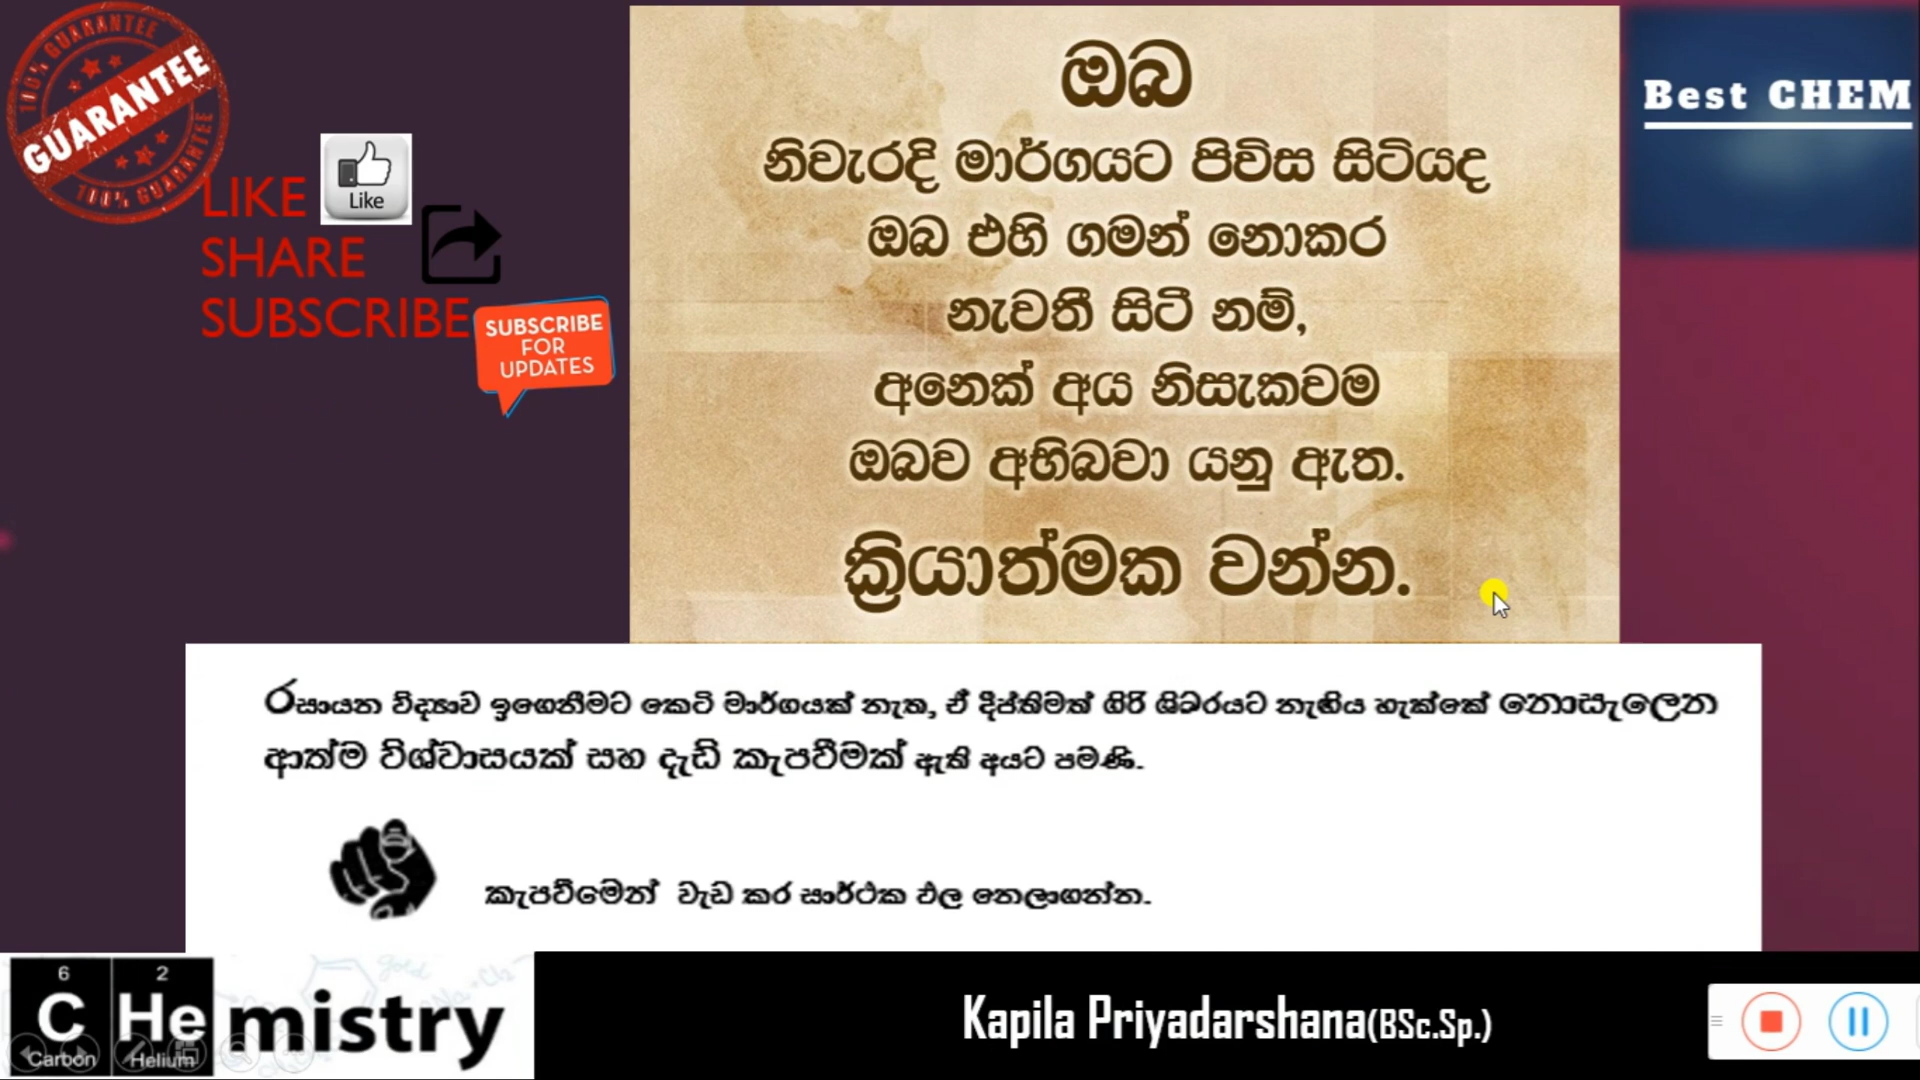 100% GUARANTEE
GUARANTEE
100% GUARANTEE
LIKE
SHARE
SUBSCRIBE
Like
SUBSCRIBE
FOR
UPDATES
ඔබ
නිවැරදි මාර්ගයට පිවිස සිටියද
ඔබ එහි ගමන් නොකර
නැවතී සිටී නම්,
අනෙක් අය නිසැකවම
ඔබව අභිබවා යනු ඇත.
ක්‍රියාත්මක වන්න.
Best CHEM
රසායන විද්‍යාව ඉගෙනීමට කෙටි මාර්ගයක් නැත, ඒ දීප්තිමත් ගිරි ශිඛරයට නැඟිය හැක්කේ නොසැලෙන
ආත්ම විශ්වාසයක් සහ දැඩි කැපවීමක් ඇති අයට පමණි.
කැපවීමෙන් වැඩ කර සාර්ථක ඵල නෙලාගන්න.
6 2
C He mistry
Carbon Helium
gold
Kapila Priyadarshana(BSc.Sp.)